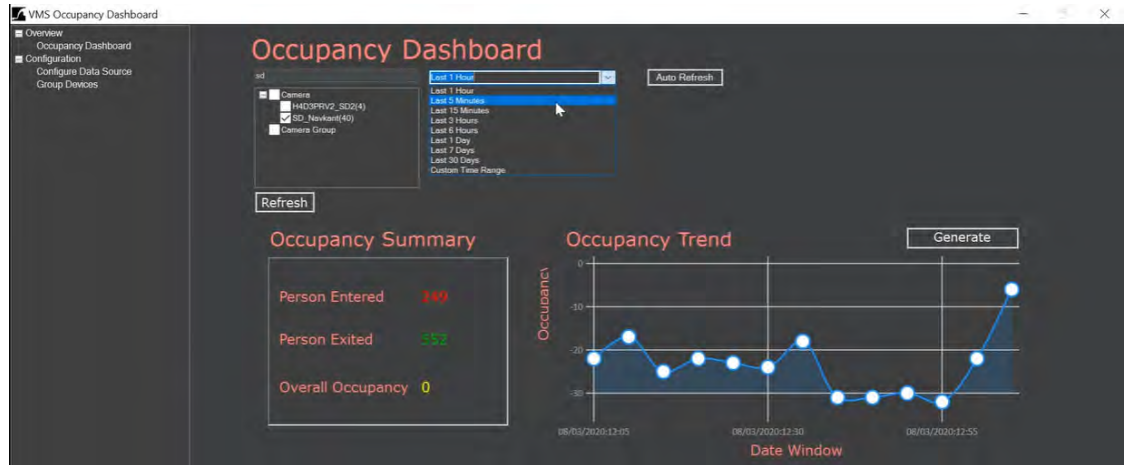 VMS Occupancy Dashboard
Overview
Occupancy Dashboard
Configuration
Configure Data Source
Group Devices
Occupancy Dashboard
sd
Last 1 Hour
Auto Refresh
Camera
H4D3PRV2_SD2(4)
SD_Navkant(40)
Camera Group
Last 1 Hour
Last 5 Minutes
Last 15 Minutes
Last 3 Hours
Last 6 Hours
Last 1 Day
Last 7 Days
Last 30 Days
Custom Time Range
Refresh
Occupancy Summary
Person Entered 249
Person Exited 552
Overall Occupancy 0
Occupancy Trend
Generate
Occupanc
0
-10
-20
-30
08/03/2020:12:05
08/03/2020:12:30
08/03/2020:12:55
Date Window